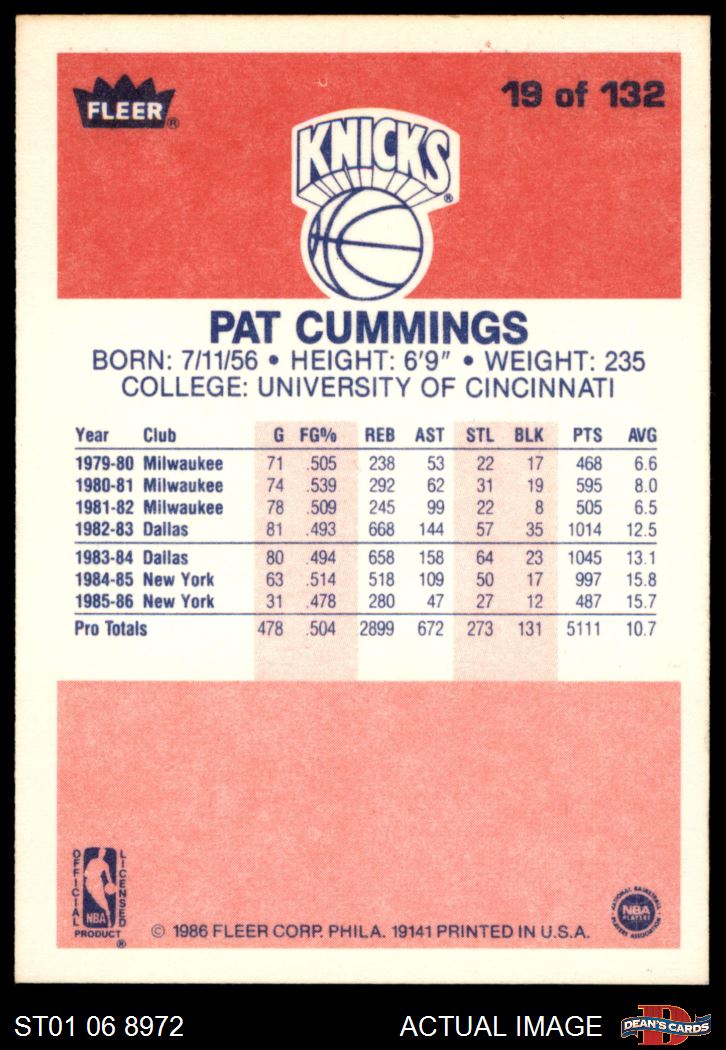 FLEER®
19 of 132
KNICKS®
PAT CUMMINGS
BORN: 7/11/56 • HEIGHT: 6'9" • WEIGHT: 235
COLLEGE: UNIVERSITY OF CINCINNATI
Year Club G FG% REB AST STL BLK PTS AVG
1979-80 Milwaukee 71 .505 238 53 22 17 468 6.6
1980-81 Milwaukee 74 .539 292 62 31 19 595 8.0
1981-82 Milwaukee 78 .509 245 99 22 8 505 6.5
1982-83 Dallas 81 .493 668 144 57 35 1014 12.5
1983-84 Dallas 80 .494 658 158 64 23 1045 13.1
1984-85 New York 63 .514 518 109 50 17 997 15.8
1985-86 New York 31 .478 280 47 27 12 487 15.7
Pro Totals 478 .504 2899 672 273 131 5111 10.7
OFFICIAL
NBA
LICENSED
PRODUCT®
© 1986 FLEER CORP. PHILA. 19141 PRINTED IN U.S.A.
NATIONAL BASKETBALL
NBA
PLAYERS
PLAYERS ASSOCIATION
ST01 06 8972
ACTUAL IMAGE
D
DEAN'S CARDS